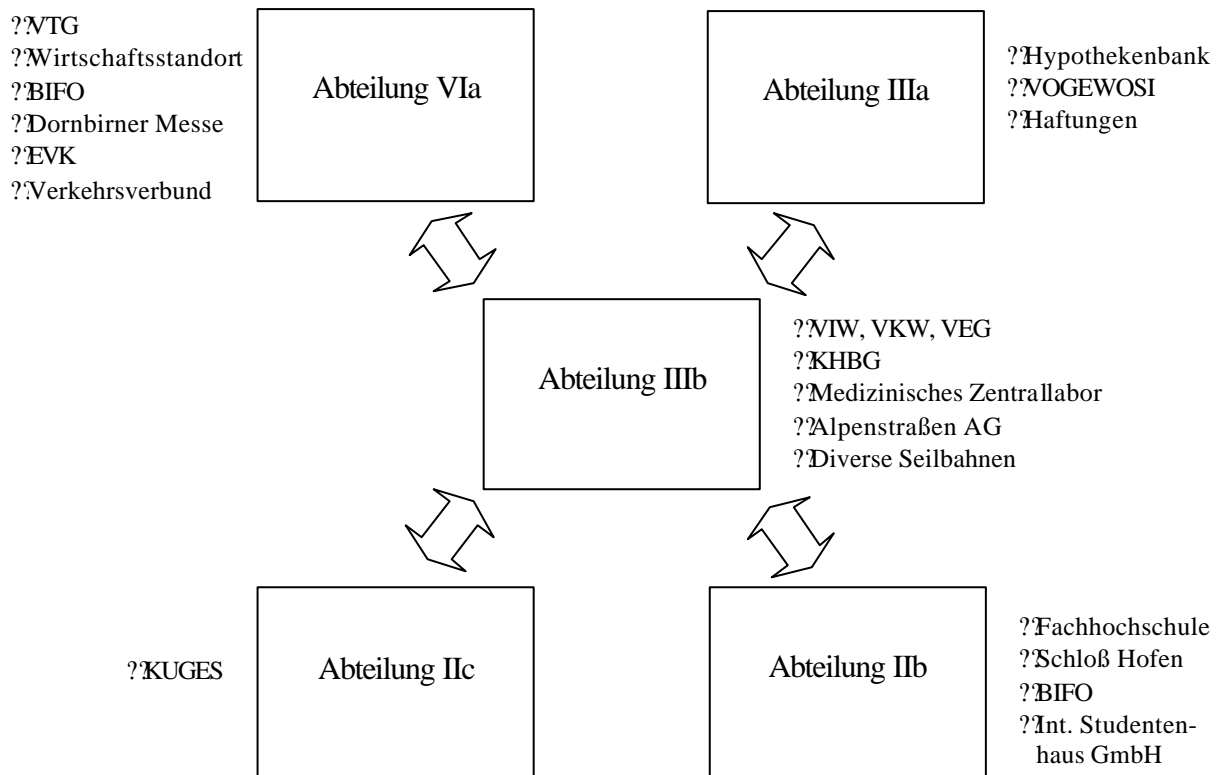 ??VTG
??Wirtschaftsstandort
??BIFO
??Dornbirner Messe
??EVK
??Verkehrsverbund
Abteilung VIa
Abteilung IIIa
??Hypothekenbank
??VOGEWOSI
??Haftungen
Abteilung IIIb
??VIW, VKW, VEG
??KHBG
??Medizinisches Zentrallabor
??Alpenstraßen AG
??Diverse Seilbahnen
??KUGES
Abteilung IIc
Abteilung IIb
??Fachhochschule
??Schloß Hofen
??BIFO
??Int. Studenten-
haus GmbH